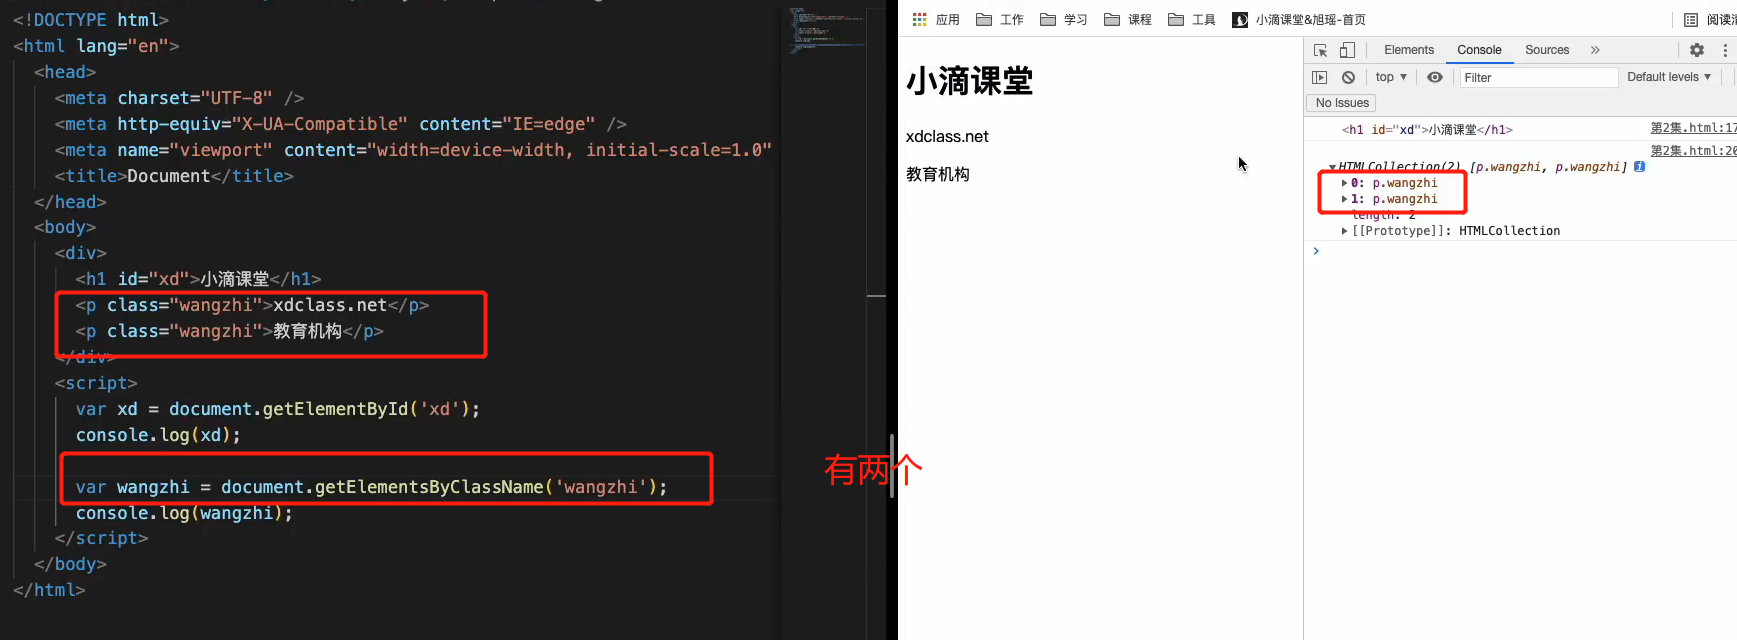 <!DOCTYPE html>
<html lang="en">
<head>
<meta charset="UTF-8" />
<meta http-equiv="X-UA-Compatible" content="IE=edge" />
<meta name="viewport" content="width=device-width, initial-scale=1.0"
<title>Document</title>
</head>
<body>
<div>
<h1 id="xd">小滴课堂</h1>
<p class="wangzhi">xdclass.net</p>
<p class="wangzhi">教育机构</p>
</div>
<script>
var xd = document.getElementById('xd');
console.log(xd);
var wangzhi = document.getElementsByClassName('wangzhi');
console.log(wangzhi);
</script>
</body>
</html>
有两个
应用 工作 学习 课程 工具 小滴课堂&旭瑶-首页 阅读清
小滴课堂
xdclass.net
教育机构
Elements Console Sources »
top ▼ Filter Default levels ▼
No Issues
<h1 id="xd">小滴课堂</h1> 第2集.html:17
第2集.html:20
HTMLCollection(2) [p.wangzhi, p.wangzhi] i
0: p.wangzhi
1: p.wangzhi
length: 2
[[Prototype]]: HTMLCollection